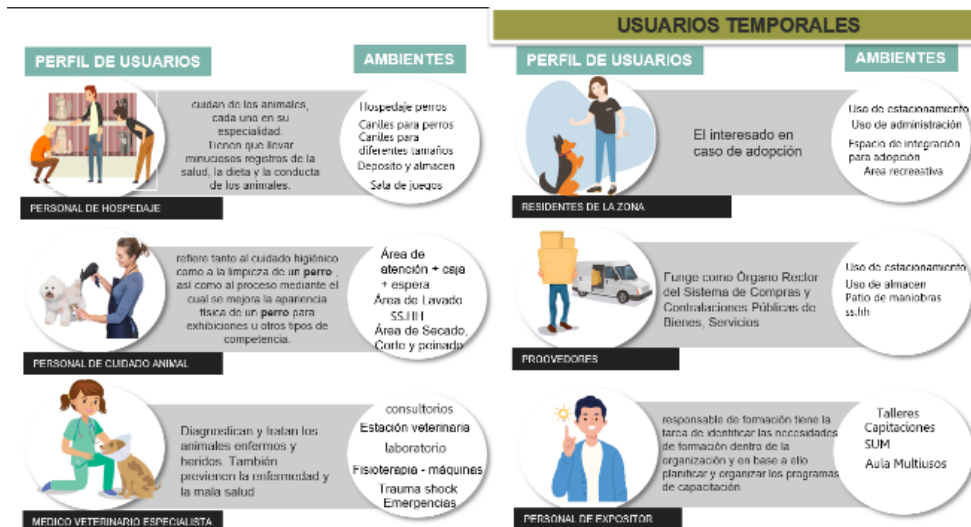 USUARIOS TEMPORALES
PERFIL DE USUARIOS
AMBIENTES
cuidan de los animales,
cada uno en su
especialidad.
Tienen que llevar
minuciosos registros de la
salud, la dieta y la conducta
de los animales.
Hospedaje perros
Caniles para perros
Caniles para
diferentes tamaños
Deposito y almacen
Sala de juegos
PERSONAL DE HOSPEDAJE
refiere tanto al cuidado higiénico
como a la limpieza de un perro ,
así como al proceso mediante el
cual se mejora la apariencia
física de un perro para
exhibiciones u otros tipos de
competencia.
Área de
atención + caja
+ espera
Área de Lavado
SS.HH
Área de Secado,
Corte y peinado
PERSONAL DE CUIDADO ANIMAL
Diagnostican y tratan los
animales enfermos y
heridos. También
previenen la enfermedad y
la mala salud
consultorios
Estación veterinaria
laboratorio
Fisioterapia - máquinas
Trauma shock
Emergencias
MEDICO VETERINARIO ESPECIALISTA
PERFIL DE USUARIOS
AMBIENTES
El interesado en
caso de adopción
Uso de estacionamiento
Uso de administración
Espacio de integración
para adopción
Area recreativa
RESIDENTES DE LA ZONA
Funge como Órgano Rector
del Sistema de Compras y
Contrataciones Públicas de
Bienes, Servicios
Uso de estacionamiento
Uso de almacen
Patio de maniobras
ss.hh
PROOVEDORES
responsable de formación tiene la
tarea de identificar las necesidades
de formación dentro de la
organización y en base a ello
planificar y organizar los programas
de capacitación
Talleres
Capitaciones
SUM
Aula Multiusos
PERSONAL DE EXPOSITOR